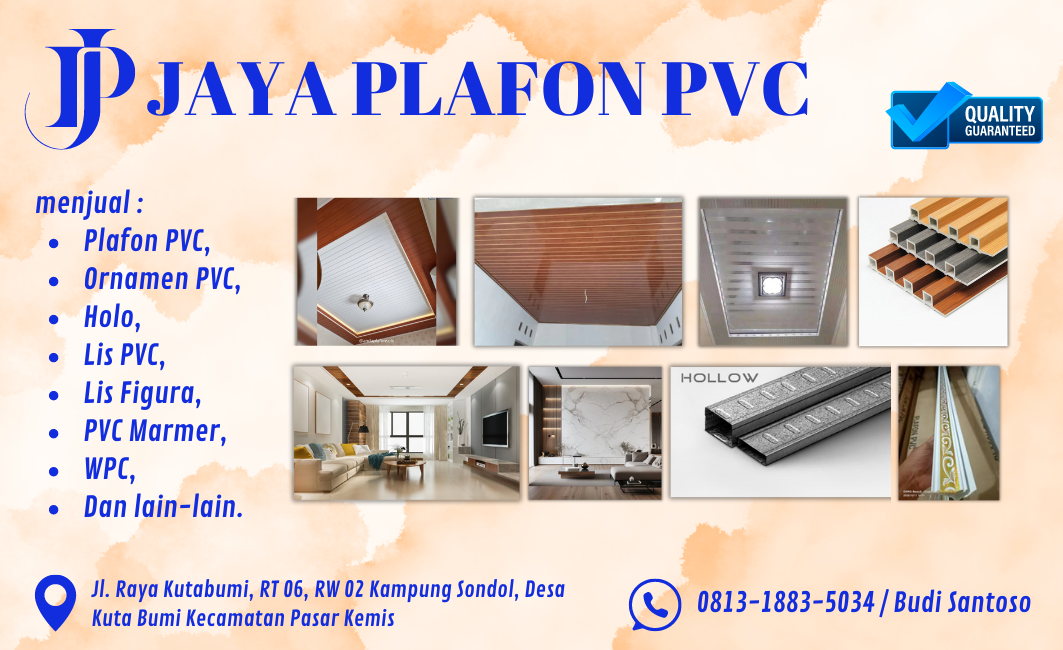 JP JAYA PLAFON PVC
QUALITY
GUARANTEED
menjual :
• Plafon PVC,
• Ornamen PVC,
• Holo,
• Lis PVC,
• Lis Figura,
• PVC Marmer,
• WPC,
• Dan lain-lain.
HOLLOW
Jl. Raya Kutabumi, RT 06, RW 02 Kampung Sondol, Desa
Kuta Bumi Kecamatan Pasar Kemis
0813-1883-5034 / Budi Santoso